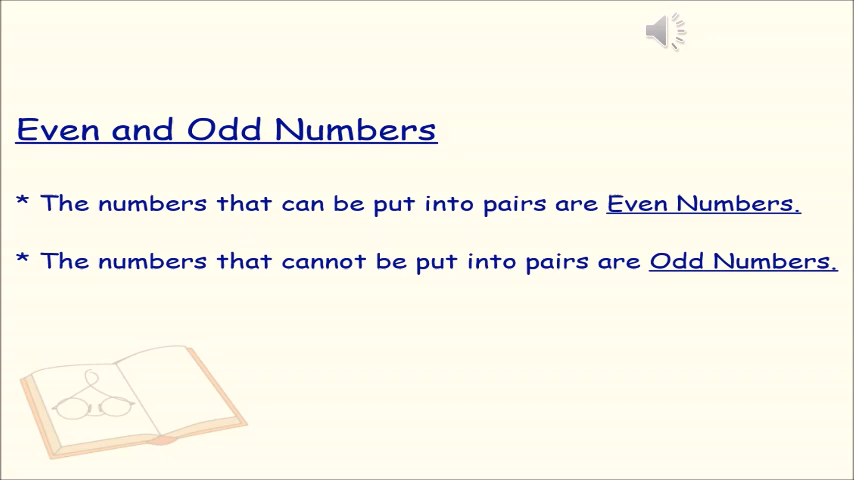 Even and Odd Numbers
* The numbers that can be put into pairs are Even Numbers.
* The numbers that cannot be put into pairs are Odd Numbers.